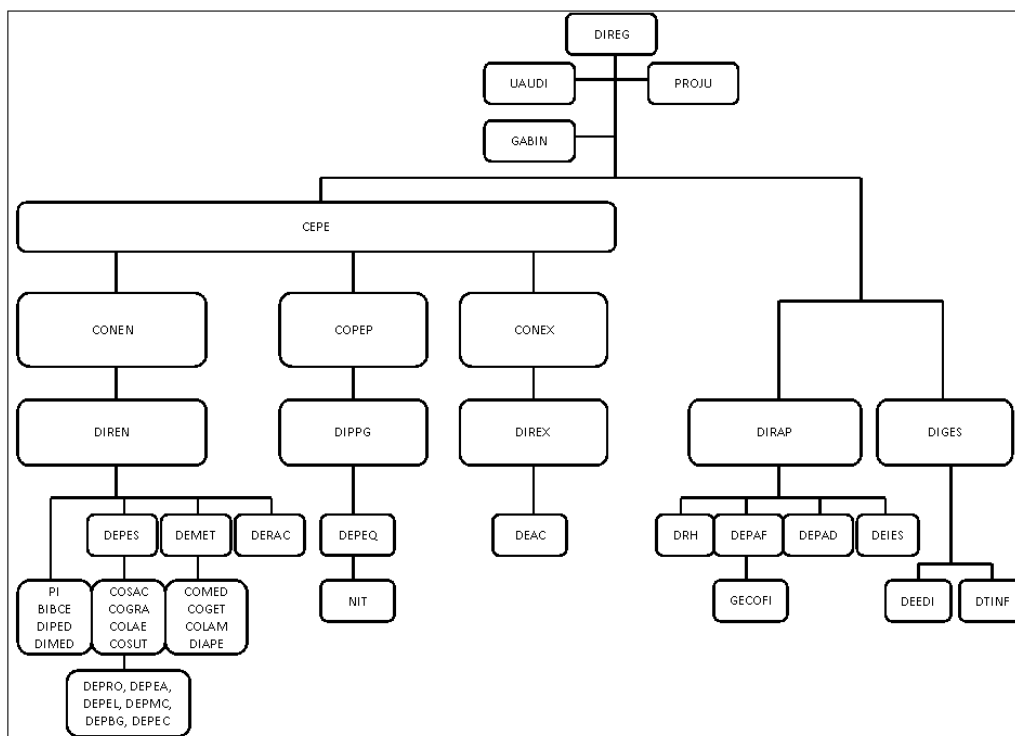 DIREG
UAUDI
PROJU
GABIN
CEPE
CONEN
COPEP
CONEX
DIREN
DIPPG
DIREX
DIRAP
DIGES
DEPES
DEMET
DERAC
DEPEQ
DEAC
DRH
DEPAF
DEPAD
DEIES
PI
BIBCE
DIPED
DIMED
COSAC
COGRA
COLAE
COSUT
COMED
COGET
COLAM
DIAPE
NIT
GECOFI
DEEDI
DTINF
DEPRO, DEPEA,
DEPEL, DEPMC,
DEPBG, DEPEC